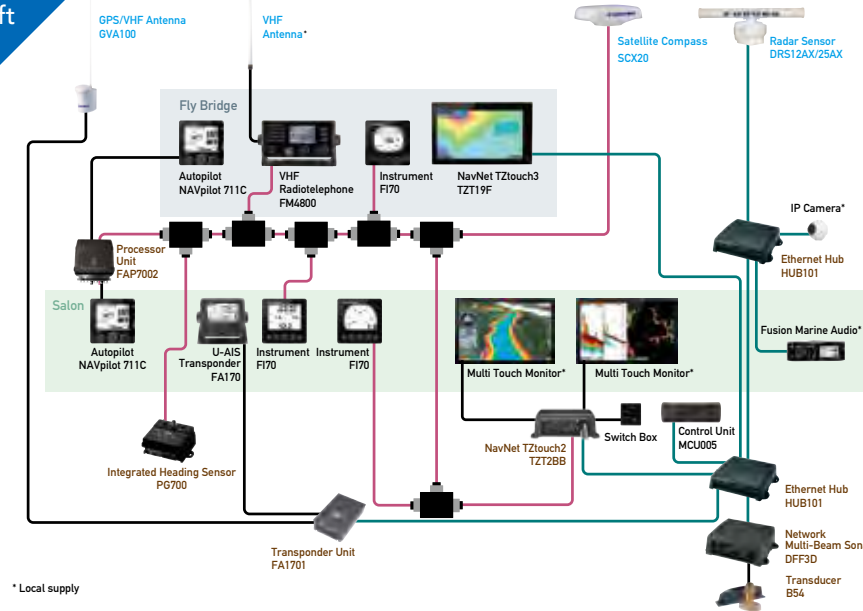 ft
GPS/VHF Antenna
GVA100
VHF
Antenna*
Satellite Compass
SCX20
Radar Sensor
DRS12AX/25AX
Fly Bridge
Autopilot
NAVpilot 711C
VHF
Radiotelephone
FM4800
Instrument
FI70
NavNet TZtouch3
TZT19F
IP Camera*
Ethernet Hub
HUB101
Processor
Unit
FAP7002
Salon
Autopilot
NAVpilot 711C
U-AIS
Transponder
FA170
Instrument
FI70
Instrument
FI70
Multi Touch Monitor*
Multi Touch Monitor*
Fusion Marine Audio*
Switch Box
Control Unit
MCU005
NavNet TZtouch2
TZT2BB
Integrated Heading Sensor
PG700
Ethernet Hub
HUB101
Transponder Unit
FA1701
Network
Multi-Beam Son
DFF3D
Transducer
B54
* Local supply